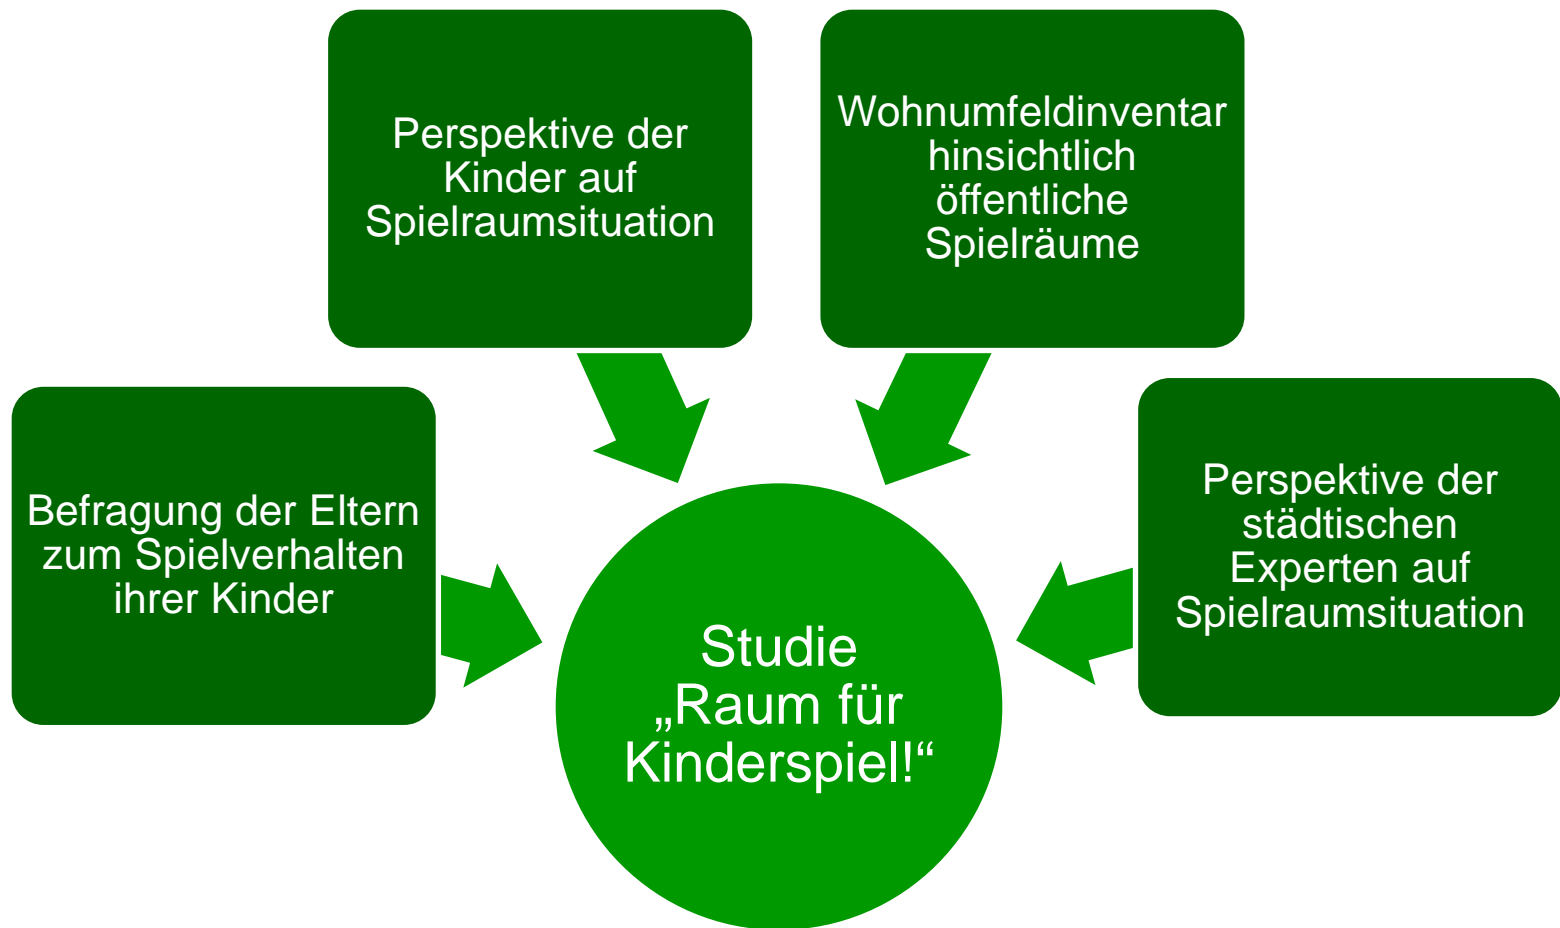 Perspektive der
Kinder auf
Spielraumsituation
Wohnumfeldinventar
hinsichtlich
öffentliche
Spielräume
Befragung der Eltern
zum Spielverhalten
ihrer Kinder
Perspektive der
städtischen
Experten auf
Spielraumsituation
Studie
„Raum für
Kinderspiel!“